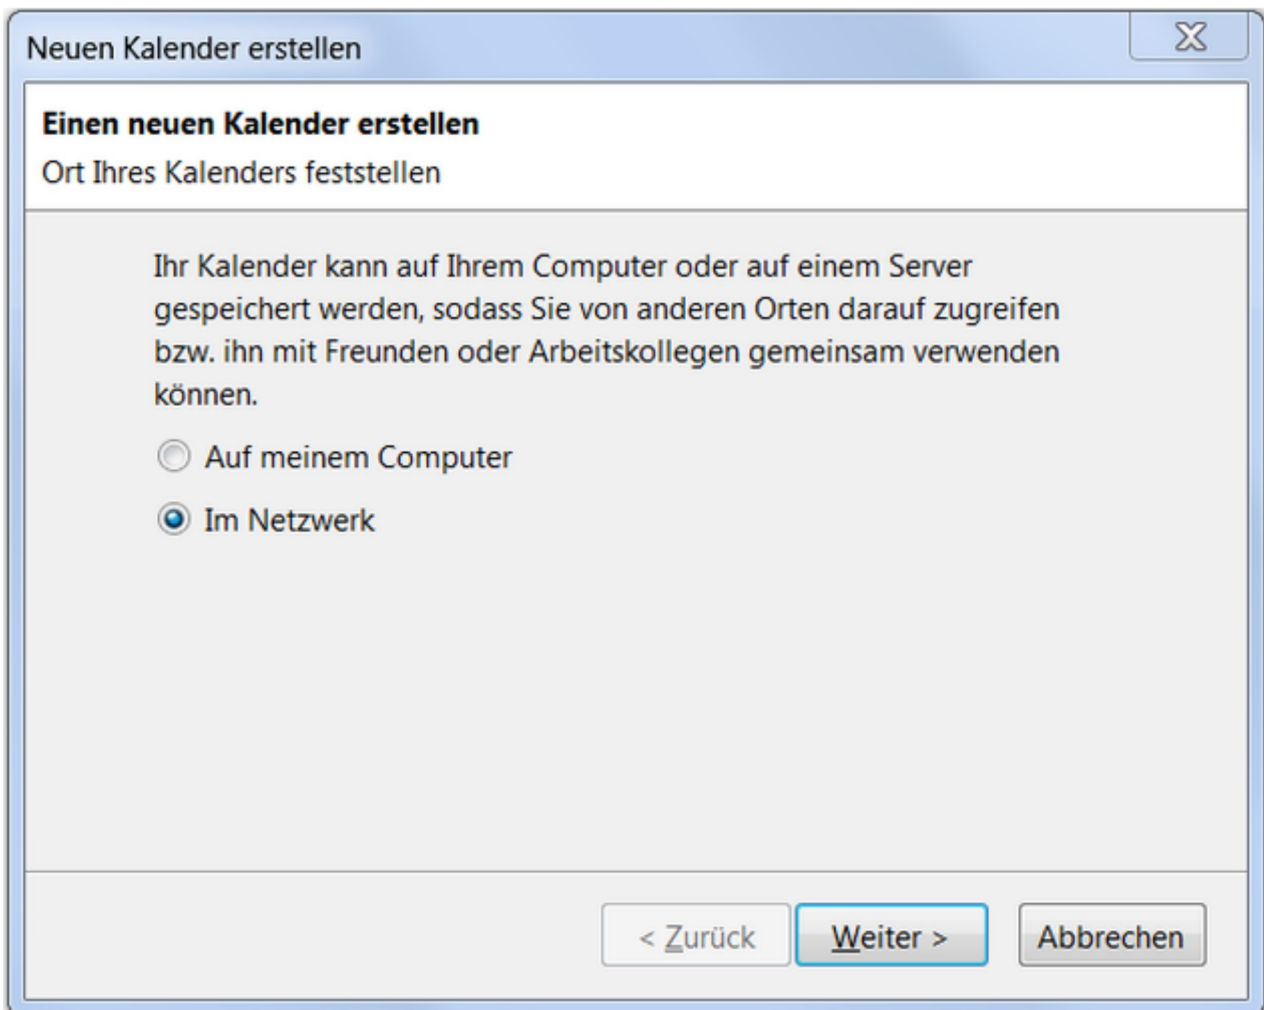 Neuen Kalender erstellen
Einen neuen Kalender erstellen
Ort Ihres Kalenders feststellen
Ihr Kalender kann auf Ihrem Computer oder auf einem Server
gespeichert werden, sodass Sie von anderen Orten darauf zugreifen
bzw. ihn mit Freunden oder Arbeitskollegen gemeinsam verwenden
können.
Auf meinem Computer
Im Netzwerk
< Zurück Weiter > Abbrechen